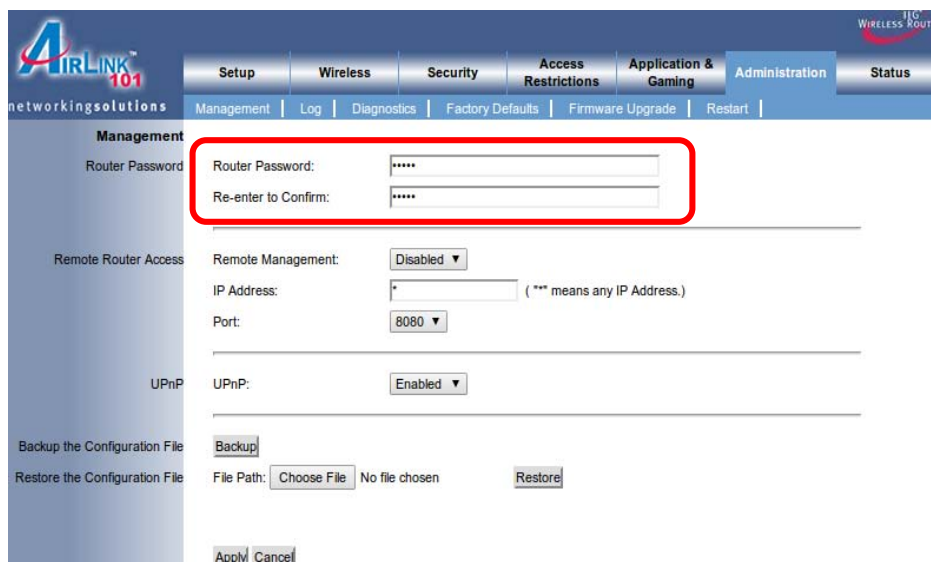 11G
WIRELESS ROUT
AIRLINK™
101
networkingsolutions
Setup Wireless Security Access Restrictions Application & Gaming Administration Status
Management | Log | Diagnostics | Factory Defaults | Firmware Upgrade | Restart |
Management
Router Password Router Password: •••••
Re-enter to Confirm: •••••
Remote Router Access Remote Management: Disabled ▼
IP Address: * ( "*" means any IP Address.)
Port: 8080 ▼
UPnP UPnP: Enabled ▼
Backup the Configuration File Backup
Restore the Configuration File File Path: Choose File No file chosen Restore
Apply Cancel